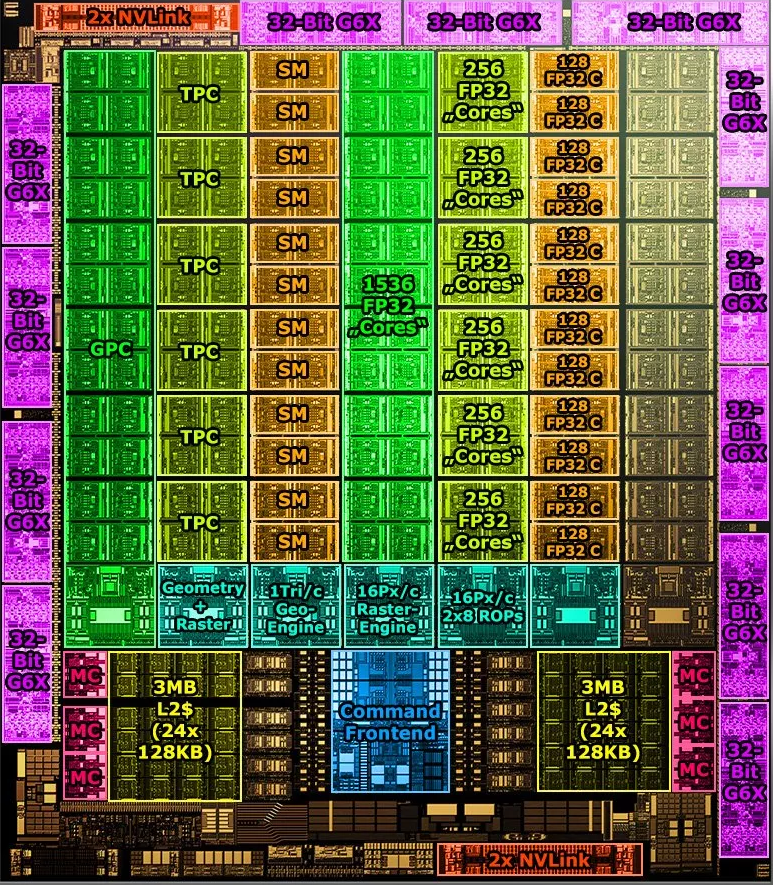 2x NVLink
32-Bit G6X
32-Bit G6X
32-Bit G6X
32-
Bit
G6X
32-
Bit
G6X
32-
Bit
G6X
32-
Bit
G6X
GPC
TPC
TPC
TPC
TPC
TPC
TPC
SM
SM
SM
SM
SM
SM
SM
SM
SM
SM
SM
SM
1536
FP32
„Cores“
256
FP32
„Cores“
256
FP32
„Cores“
256
FP32
„Cores“
256
FP32
„Cores“
256
FP32
„Cores“
256
FP32
„Cores“
128
FP32 C
128
FP32 C
128
FP32 C
128
FP32 C
128
FP32 C
128
FP32 C
128
FP32 C
128
FP32 C
128
FP32 C
128
FP32 C
128
FP32 C
128
FP32 C
32-
Bit
G6X
32-
Bit
G6X
32-
Bit
G6X
32-
Bit
G6X
32-
Bit
G6X
Geometry
+
Raster
1Tri/c
Geo-
Engine
16Px/c
Raster-
Engine
16Px/c
2x8 ROPs
MC
MC
MC
3MB
L2$
(24x
128KB)
Command
Frontend
3MB
L2$
(24x
128KB)
MC
MC
MC
2x NVLink